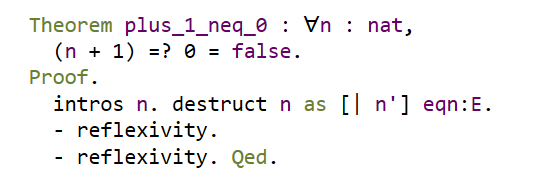 Theorem plus_1_neq_0 : ∀n : nat,
  (n + 1) =? 0 = false.
Proof.
  intros n. destruct n as [| n'] eqn:E.
  - reflexivity.
  - reflexivity. Qed.